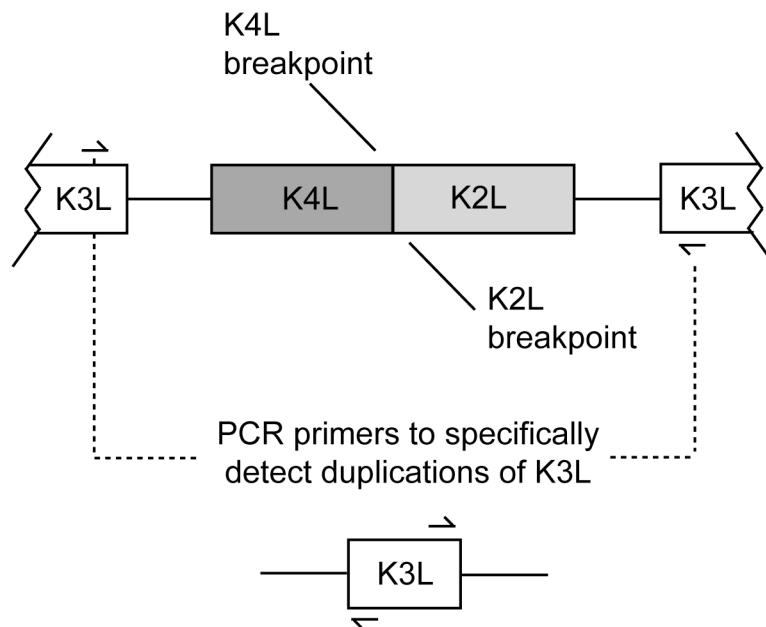 K4L
breakpoint
K3L
K4L
K2L
K3L
K2L
breakpoint
PCR primers to specifically
detect duplications of K3L
K3L